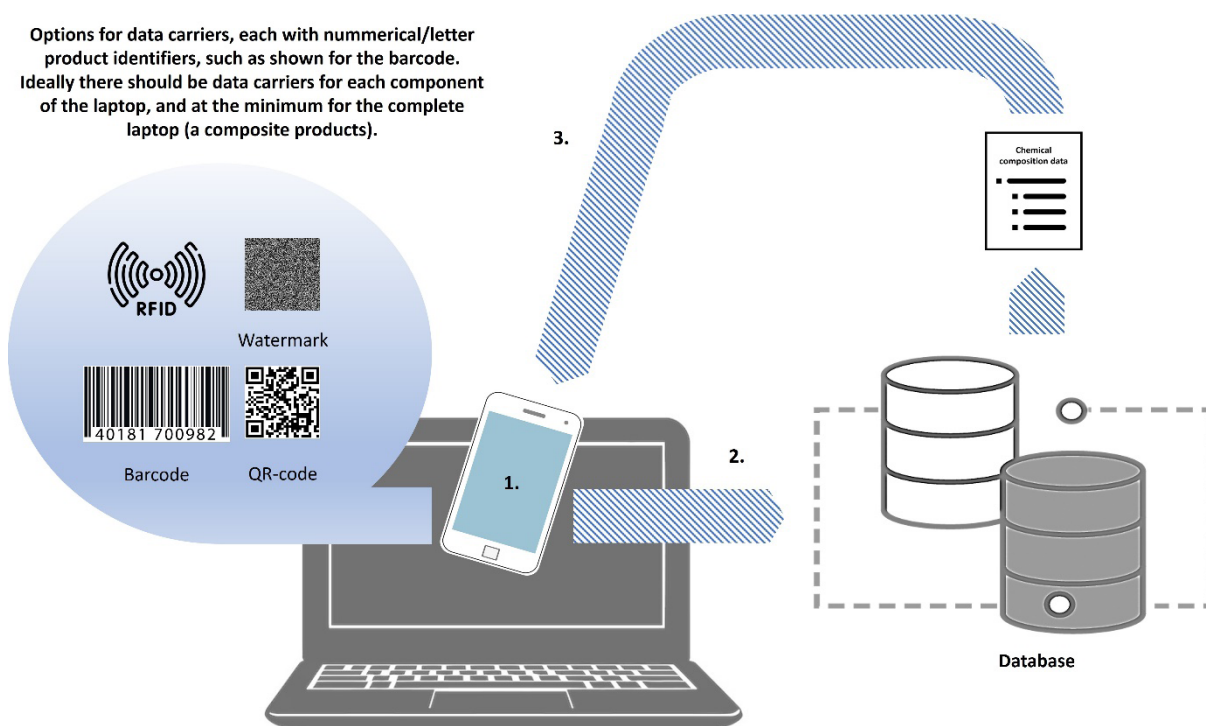 Options for data carriers, each with nummerical/letter
product identifiers, such as shown for the barcode.
Ideally there should be data carriers for each component
of the laptop, and at the minimum for the complete
laptop (a composite products).
3.
Chemical
composition data
RFID
Watermark
40181 700982
Barcode
QR-code
1.
2.
Database